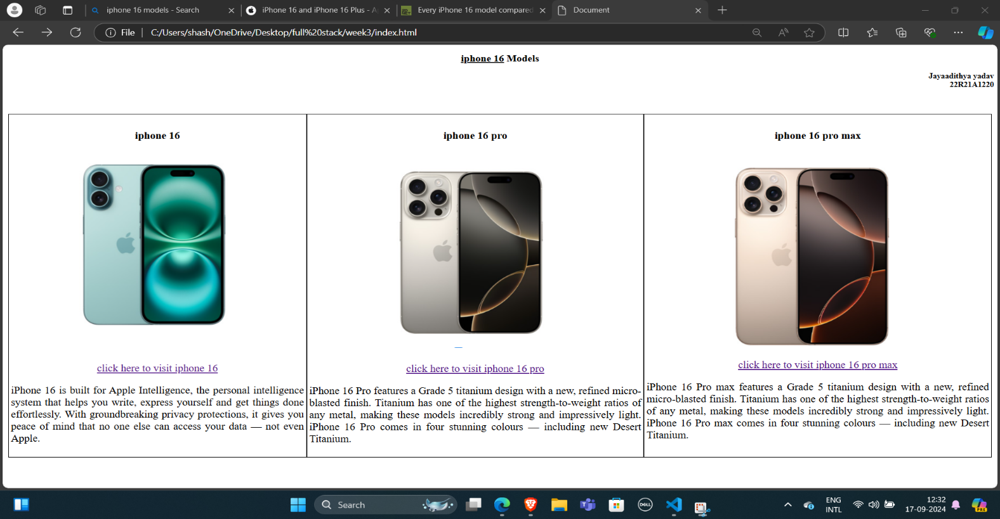 iphone 16 models - Search
iPhone 16 and iPhone 16 Plus - A
Every iPhone 16 model compared
Document
File
C:/Users/shash/OneDrive/Desktop/full%20stack/week3/index.html
iphone 16 Models
Jayaadithya yadav
22R21A1220
iphone 16
click here to visit iphone 16
iPhone 16 is built for Apple Intelligence, the personal intelligence
system that helps you write, express yourself and get things done
effortlessly. With groundbreaking privacy protections, it gives you
peace of mind that no one else can access your data — not even
Apple.
iphone 16 pro
click here to visit iphone 16 pro
iPhone 16 Pro features a Grade 5 titanium design with a new, refined micro-
blasted finish. Titanium has one of the highest strength-to-weight ratios of
any metal, making these models incredibly strong and impressively light.
iPhone 16 Pro comes in four stunning colours — including new Desert
Titanium.
iphone 16 pro max
click here to visit iphone 16 pro max
iPhone 16 Pro max features a Grade 5 titanium design with a new, refined
micro-blasted finish. Titanium has one of the highest strength-to-weight ratios
of any metal, making these models incredibly strong and impressively light.
iPhone 16 Pro max comes in four stunning colours — including new Desert
Titanium.
Search
DELL
ENG
INTL
12:32
17-09-2024
PRE